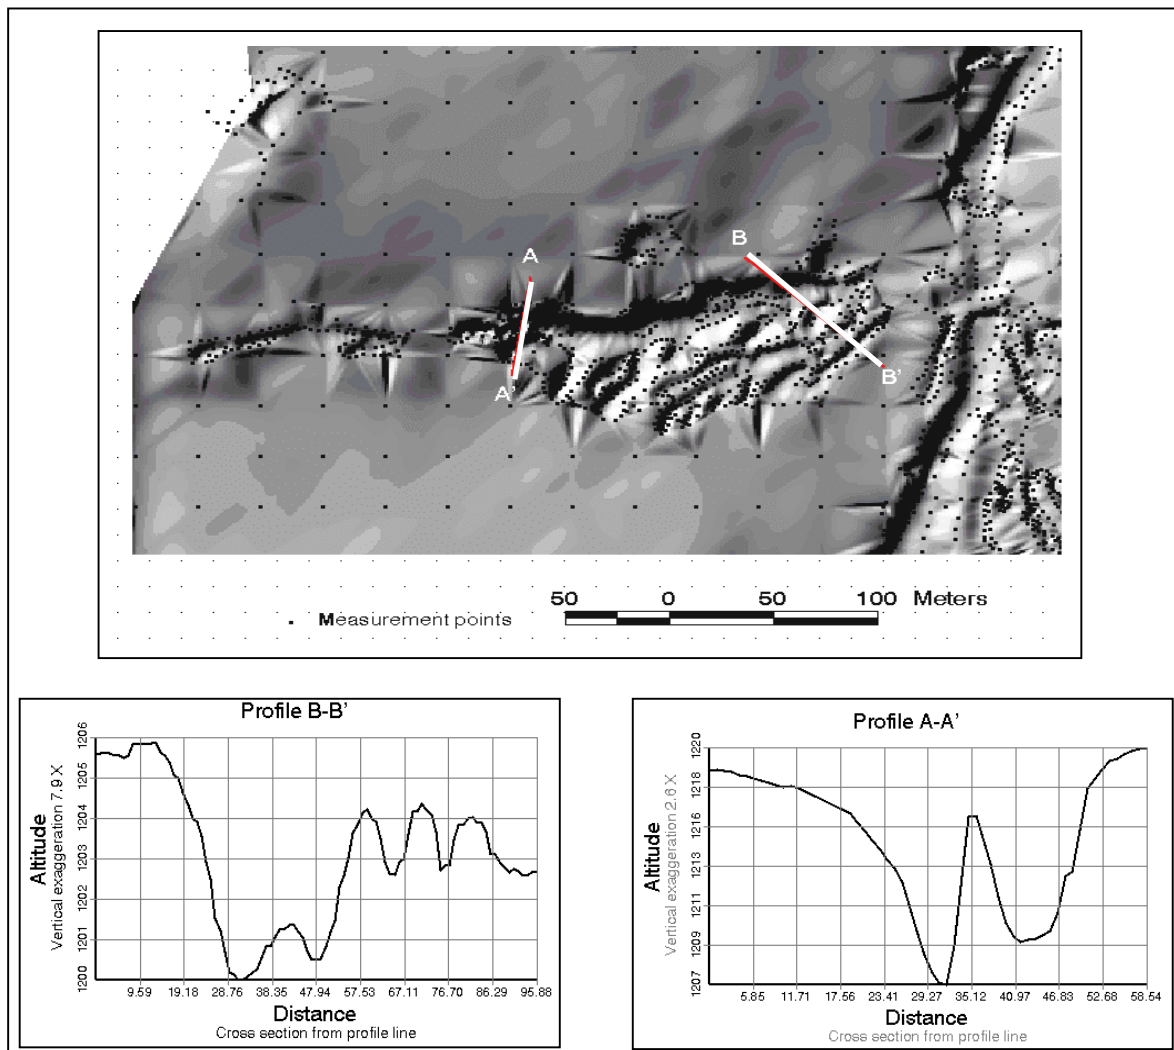 A
B
A'
B'
50 0 50 100 Meters
Measurement points
Profile B-B'
Altitude
Vertical exaggeration 7.9 X
1206
1205
1204
1203
1202
1201
1200
9.59 19.18 28.76 38.35 47.94 57.53 67.11 76.70 86.29 95.88
Distance
Cross section from profile line
Profile A-A'
Altitude
Vertical exaggeration 2.6 X
1220
1218
1216
1213
1211
1209
1207
5.85 11.71 17.56 23.41 29.27 35.12 40.97 46.83 52.68 58.54
Distance
Cross section from profile line